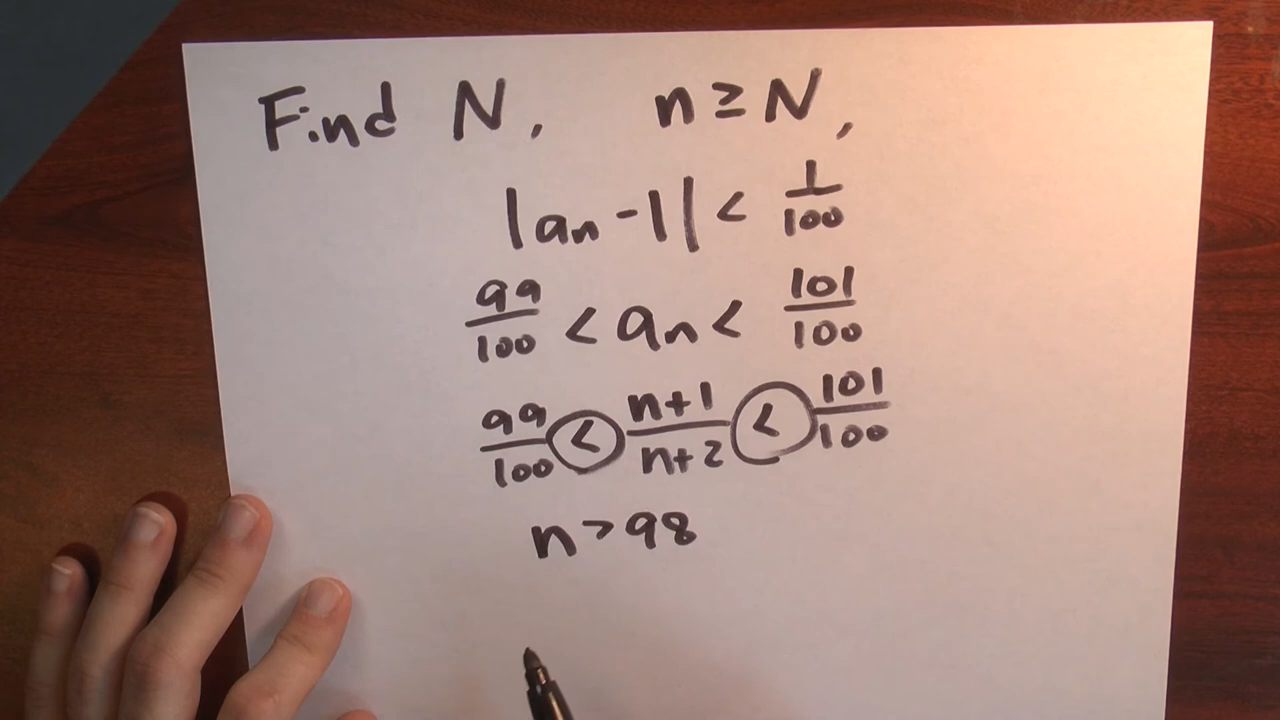 Find N, n ≥ N,
|aₙ - 1| < 1/100
99/100 < aₙ < 101/100
99/100 < n+1/n+2 < 101/100
n > 98